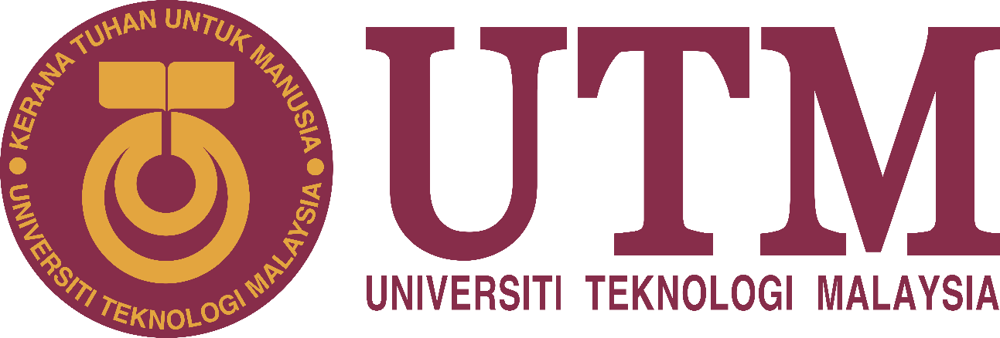 KERANA TUHAN UNTUK MANUSIA
UNIVERSITI TEKNOLOGI MALAYSIA
UTM
UNIVERSITI TEKNOLOGI MALAYSIA